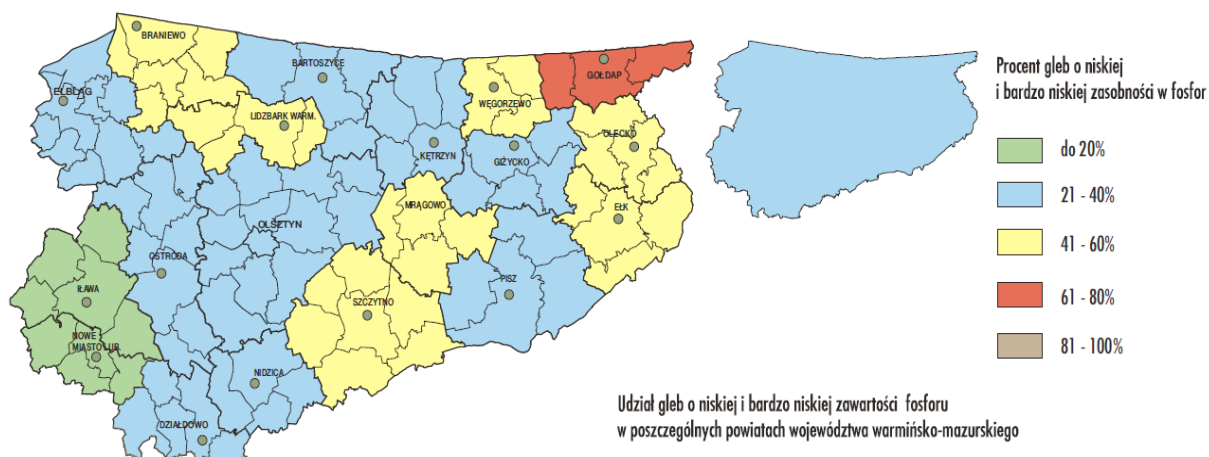 BRANIEWO
BARTOSZYCE
GOŁDAP
ELBLĄG
WĘGORZEWO
LIDZBARK WARM.
OLECKO
KĘTRZYN
GIŻYCKO
MRĄGOWO
EŁK
OLSZTYN
OSTRÓDA
PISZ
IŁAWA
SZCZYTNO
NOWE
MIASTO LUB.
NIDZICA
DZIAŁDOWO
Procent gleb o niskiej
i bardzo niskiej zasobności w fosfor
do 20%
21 - 40%
41 - 60%
61 - 80%
81 - 100%
Udział gleb o niskiej i bardzo niskiej zawartości fosforu
w poszczególnych powiatach województwa warmińsko-mazurskiego